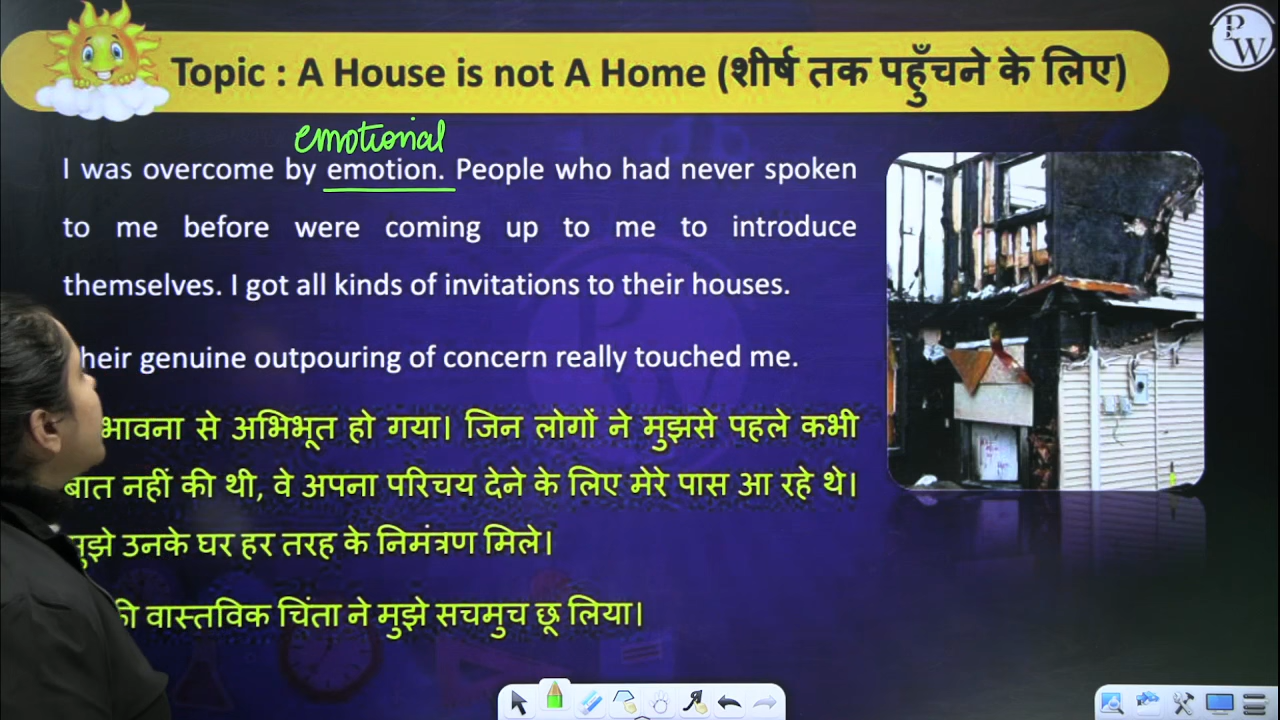 Topic : A House is not A Home (शीर्ष तक पहुँचने के लिए)
PW
emotional
I was overcome by emotion. People who had never spoken
to me before were coming up to me to introduce
themselves. I got all kinds of invitations to their houses.
heir genuine outpouring of concern really touched me.
भावना से अभिभूत हो गया। जिन लोगों ने मुझसे पहले कभी
बात नहीं की थी, वे अपना परिचय देने के लिए मेरे पास आ रहे थे।
मुझे उनके घर हर तरह के निमंत्रण मिले।
की वास्तविक चिंता ने मुझे सचमुच छू लिया।